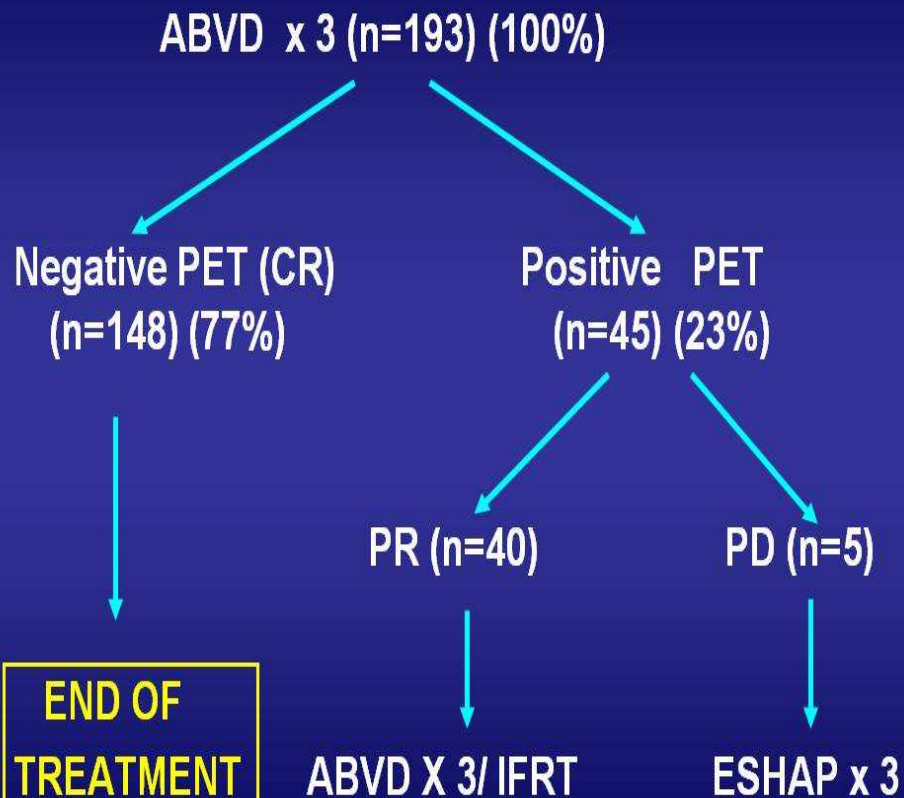 ABVD x 3 (n=193) (100%)
Negative PET (CR)
(n=148) (77%)
Positive PET
(n=45) (23%)
PR (n=40)
PD (n=5)
END OF
TREATMENT
ABVD X 3/ IFRT
ESHAP x 3